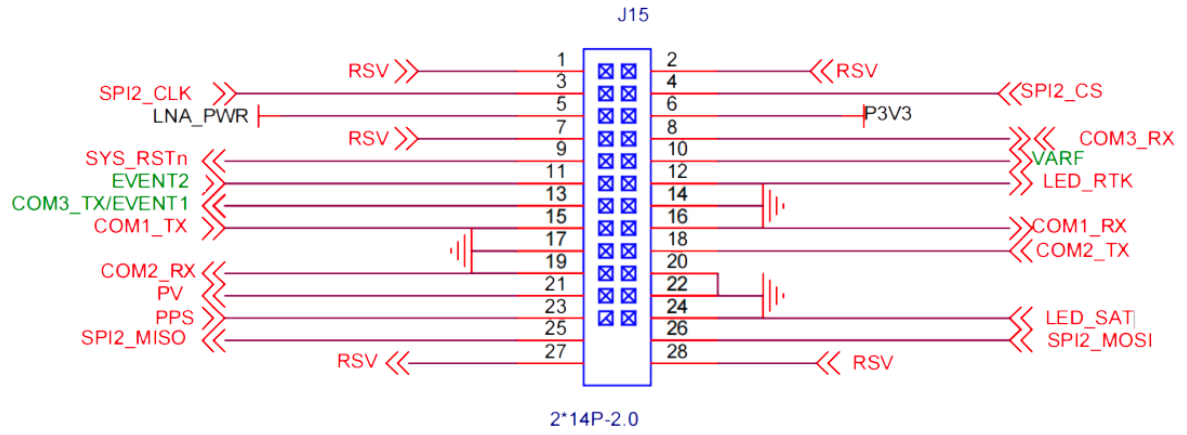 J15
RSV 1 2 RSV
SPI2_CLK 3 4 SPI2_CS
LNA_PWR 5 6 P3V3
RSV 7 8 COM3_RX
SYS_RSTn 9 10 VARF
EVENT2 11 12 LED_RTK
COM3_TX/EVENT1 13 14
COM1_TX 15 16 COM1_RX
17 18 COM2_TX
COM2_RX 19 20
PV 21 22
PPS 23 24 LED_SAT
SPI2_MISO 25 26 SPI2_MOSI
RSV 27 28 RSV
2*14P-2.0